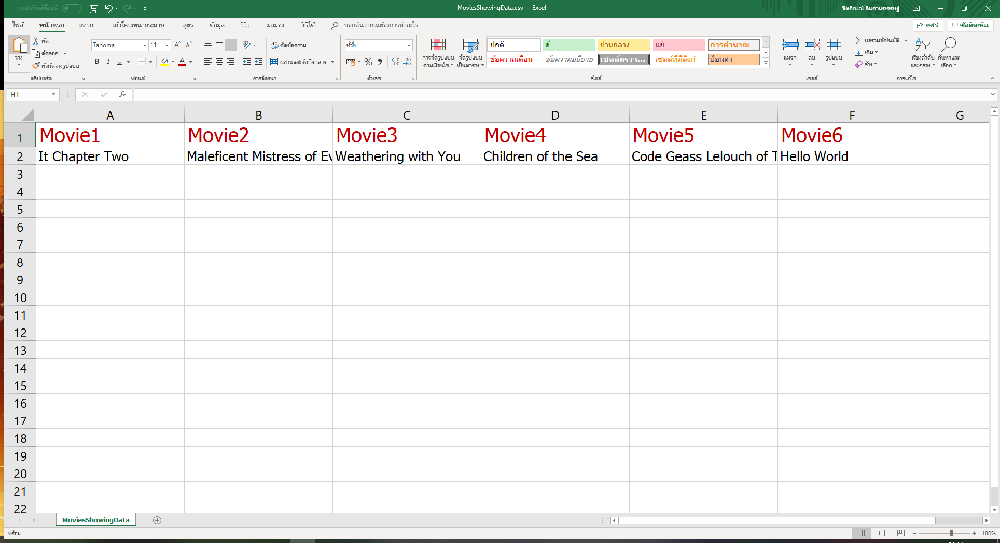 การบันทึกอัตโนมัติ
MoviesShowingData.csv - Excel
จิตติณณ์ จินดานรเศรษฐ์
ไฟล์ หน้าแรก แทรก เค้าโครงหน้ากระดาษ สูตร ข้อมูล รีวิว มุมมอง วิธีใช้ บอกฉันว่าคุณต้องการทำอะไร แชร์ ข้อคิดเห็น
วาง
ตัด
คัดลอก
ตัวคัดวางรูปแบบ
คลิปบอร์ด
Tahoma 11
B I U
ฟอนต์
ตัดข้อความ
ผสานและจัดกึ่งกลาง
การจัดแนว
ทั่วไป
ตัวเลข
การจัดรูปแบบ
ตามเงื่อนไข
จัดรูปแบบ
เป็นตาราง
ปกติ ดี ปานกลาง แย่ การคำนวณ
ข้อความเตือน ข้อความอธิบาย เซลล์ตรวจ... เซลล์ที่มีลิงก์ ป้อนค่า
สไตล์
แทรก ลบ รูปแบบ
เซลล์
ผลรวมอัตโนมัติ
เติม
ล้าง
เรียงลำดับ
และกรอง
ค้นหาและ
เลือก
การแก้ไข
H1 fx
A B C D E F G
1 Movie1 Movie2 Movie3 Movie4 Movie5 Movie6
2 It Chapter Two Maleficent Mistress of Ev Weathering with You Children of the Sea Code Geass Lelouch of T Hello World
3
4
5
6
7
8
9
10
11
12
13
14
15
16
17
18
19
20
21
22
MoviesShowingData
พร้อม
180%